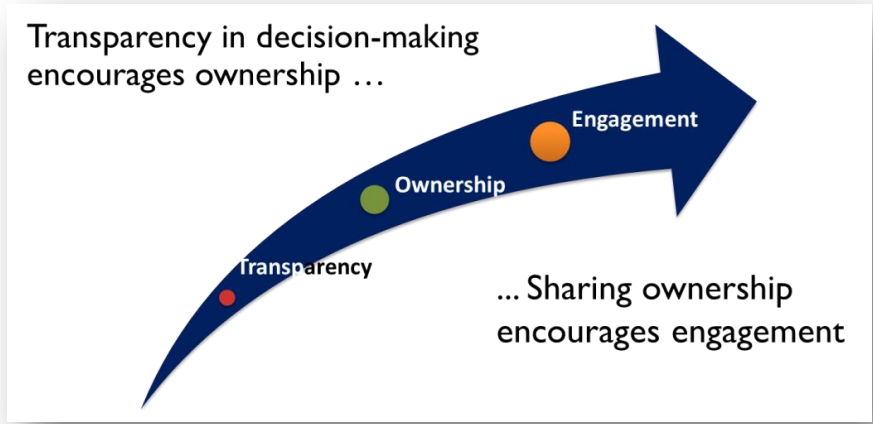 Transparency in decision-making
encourages ownership …
Engagement
Ownership
Transparency
... Sharing ownership
encourages engagement